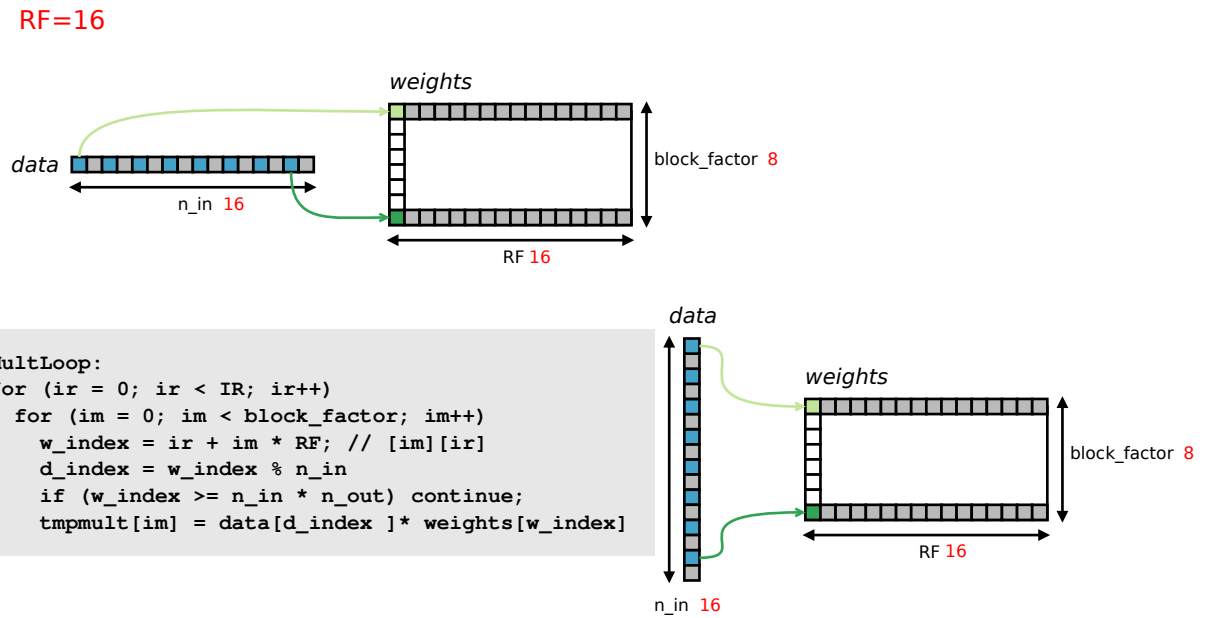 RF=16
weights
data
block_factor 8
n_in 16
RF 16
data
MultLoop:
for (ir = 0; ir < IR; ir++)
for (im = 0; im < block_factor; im++)
w_index = ir + im * RF; // [im][ir]
d_index = w_index % n_in
if (w_index >= n_in * n_out) continue;
tmpmult[im] = data[d_index ]* weights[w_index]
weights
block_factor 8
RF 16
n_in 16